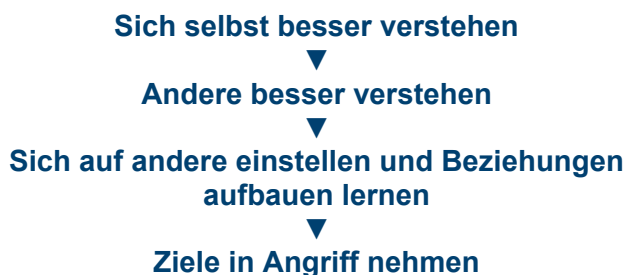 Sich selbst besser verstehen
▼
Andere besser verstehen
▼
Sich auf andere einstellen und Beziehungen
aufbauen lernen
▼
Ziele in Angriff nehmen